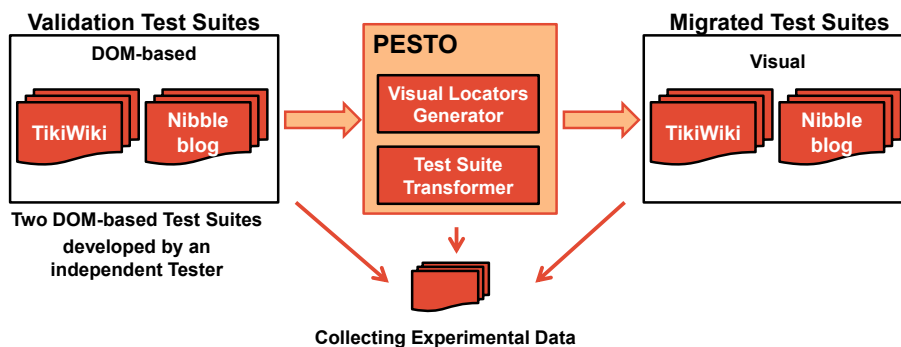 Validation Test Suites
DOM-based
TikiWiki
Nibble
blog
Two DOM-based Test Suites
developed by an
independent Tester
PESTO
Visual Locators
Generator
Test Suite
Transformer
Migrated Test Suites
Visual
TikiWiki
Nibble
blog
Collecting Experimental Data